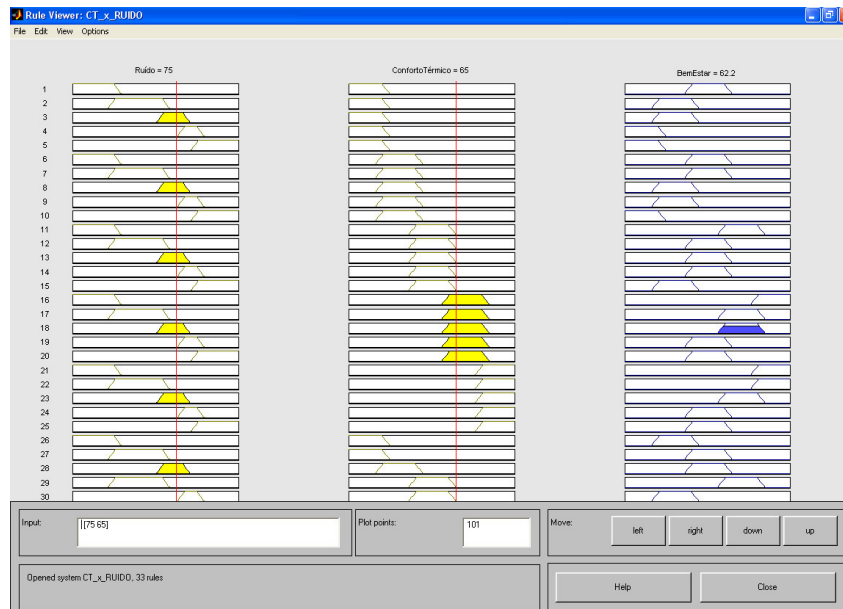 Rule Viewer: CT_x_RUIDO
File Edit View Options
Ruído = 75
ConfortoTérmico = 65
BemEstar = 62.2
1
2
3
4
5
6
7
8
9
10
11
12
13
14
15
16
17
18
19
20
21
22
23
24
25
26
27
28
29
30
Input:
[75 65]
Plot points:
101
Move:
left
right
down
up
Opened system CT_x_RUIDO, 33 rules
Help
Close